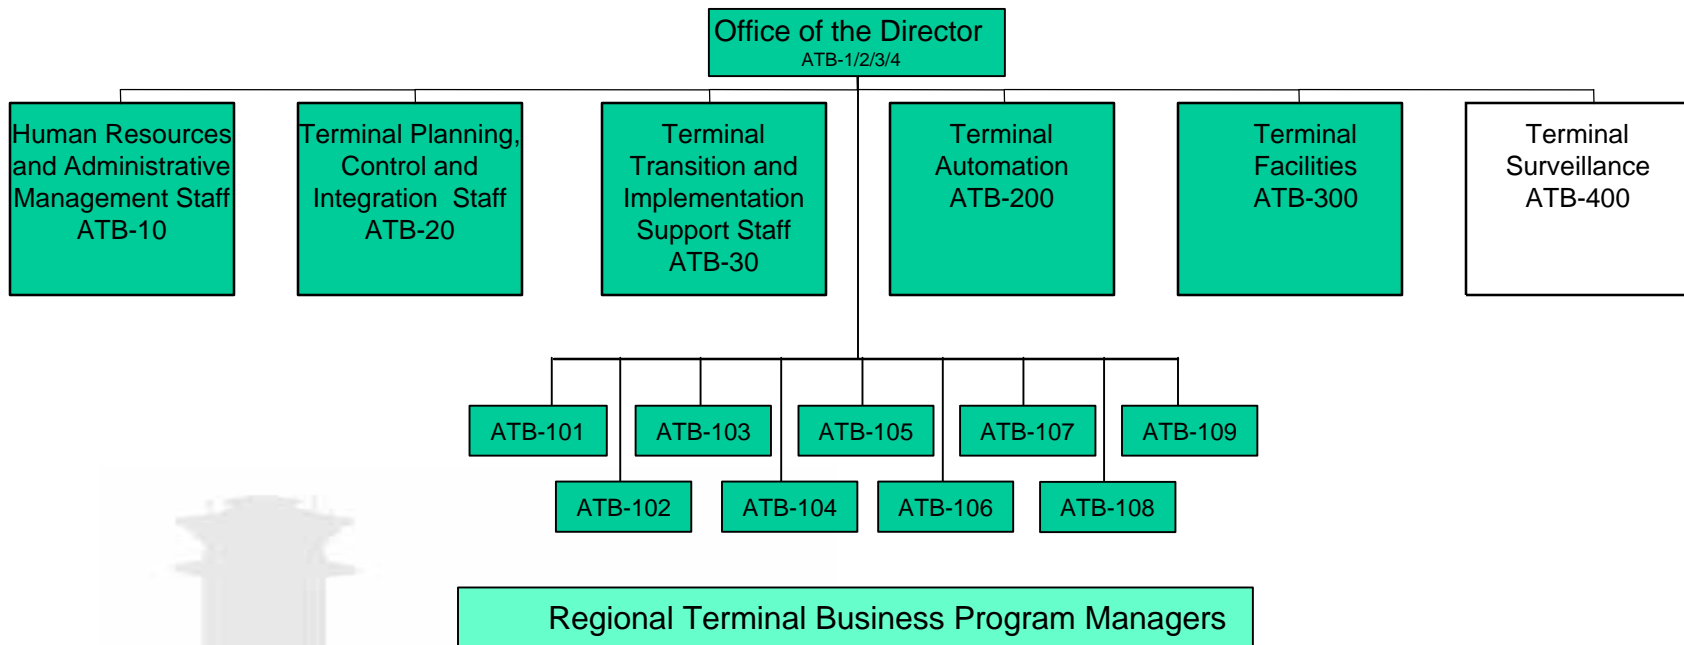 Office of the Director
ATB-1/2/3/4
Human Resources
and Administrative
Management Staff
ATB-10
Terminal Planning,
Control and
Integration Staff
ATB-20
Terminal
Transition and
Implementation
Support Staff
ATB-30
Terminal
Automation
ATB-200
Terminal
Facilities
ATB-300
Terminal
Surveillance
ATB-400
ATB-101
ATB-103
ATB-105
ATB-107
ATB-109
ATB-102
ATB-104
ATB-106
ATB-108
Regional Terminal Business Program Managers